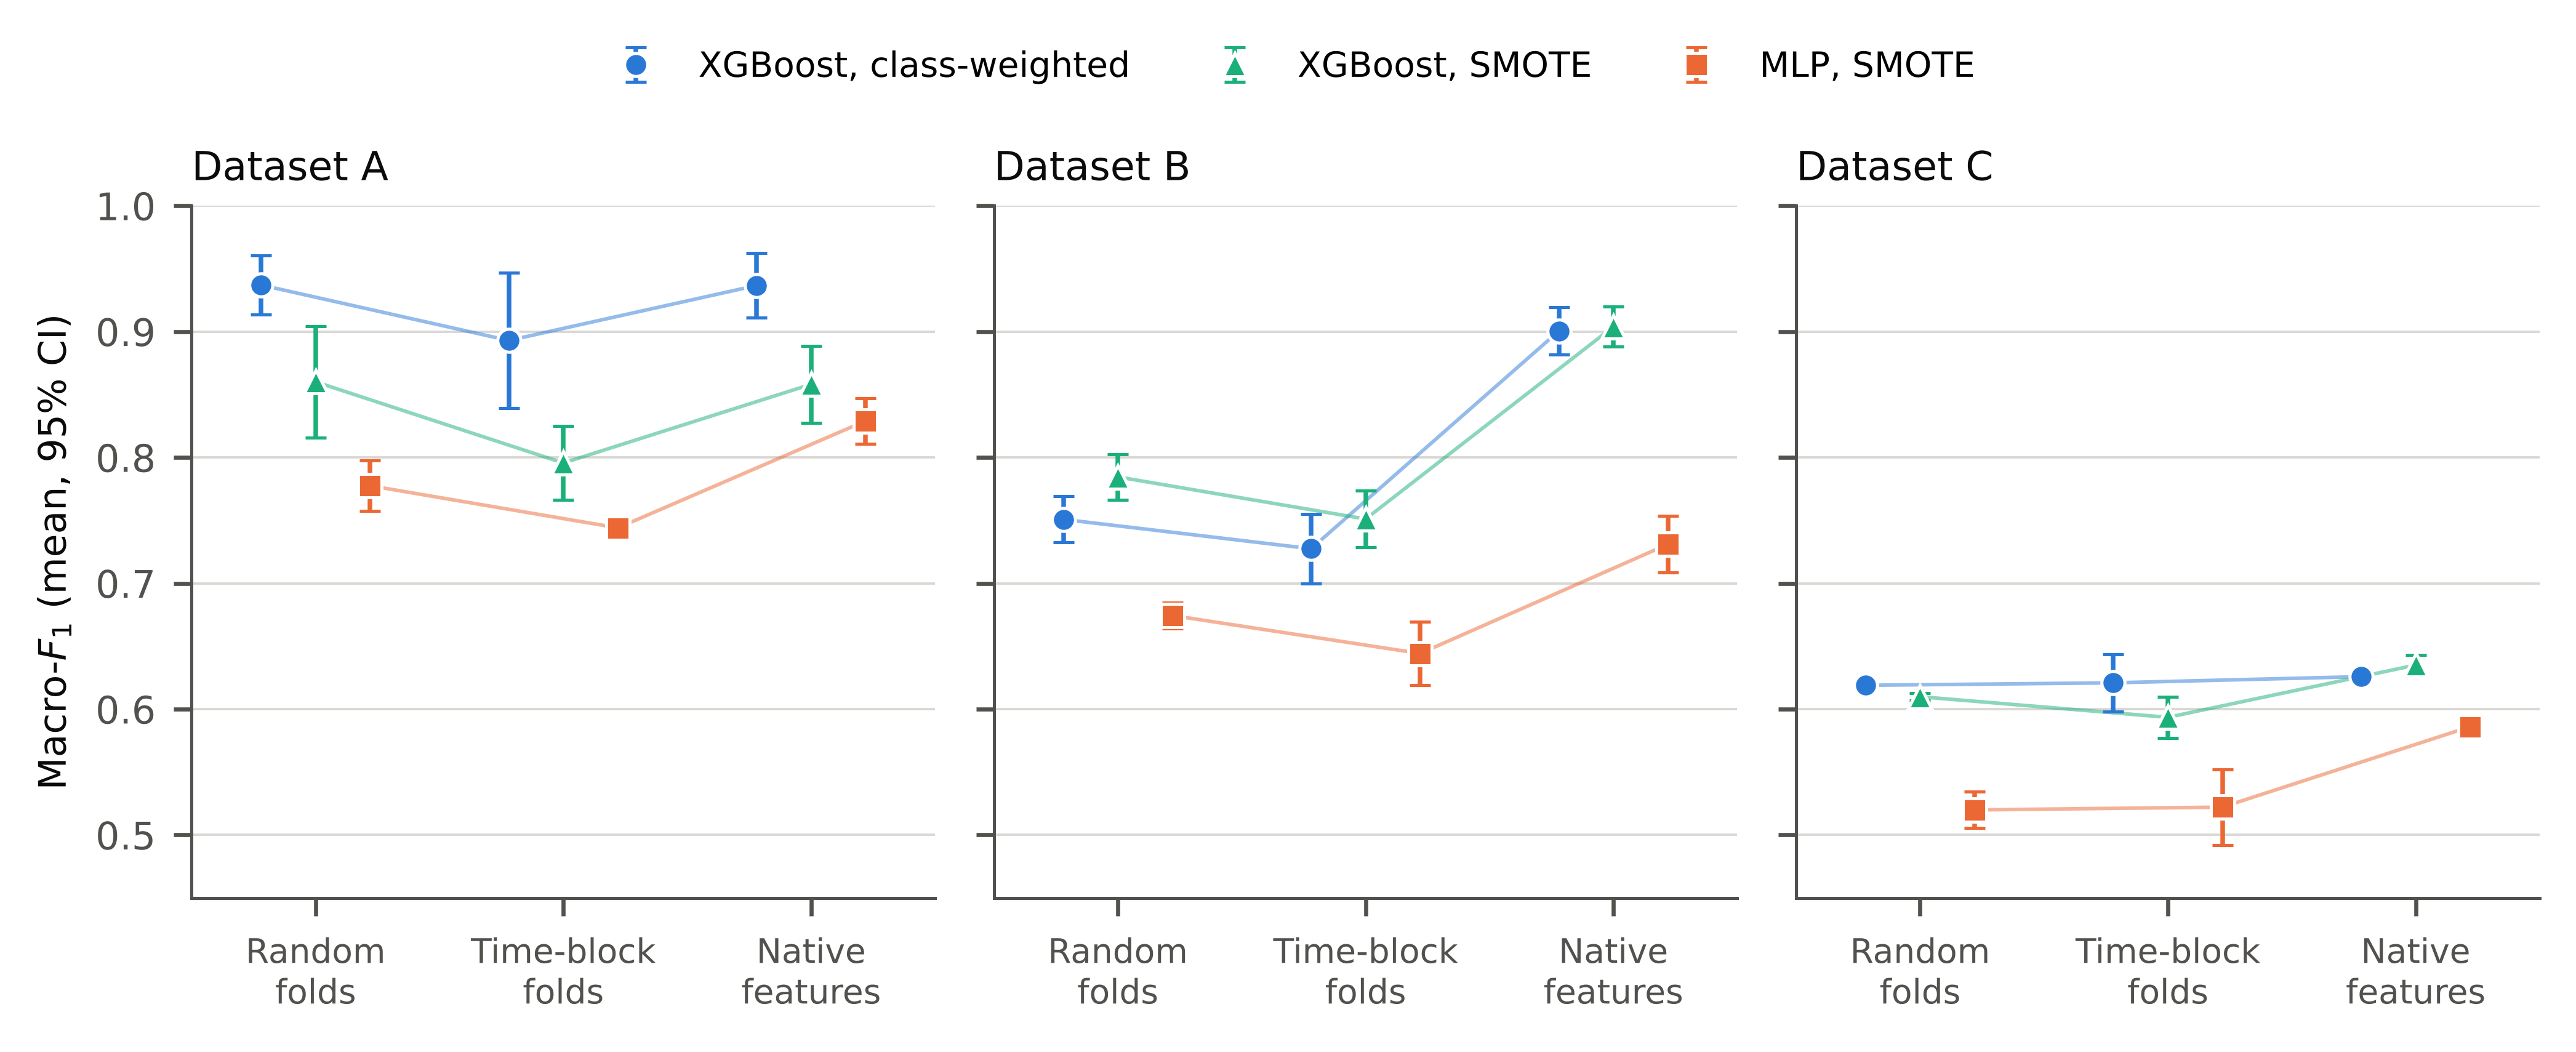 XGBoost, class-weighted XGBoost, SMOTE MLP, SMOTE
Dataset A Dataset B Dataset C
Macro-F1 (mean, 95% CI)
1.0
0.9
0.8
0.7
0.6
0.5
Random Time-block Native Random Time-block Native Random Time-block Native
folds folds features folds folds features folds folds features